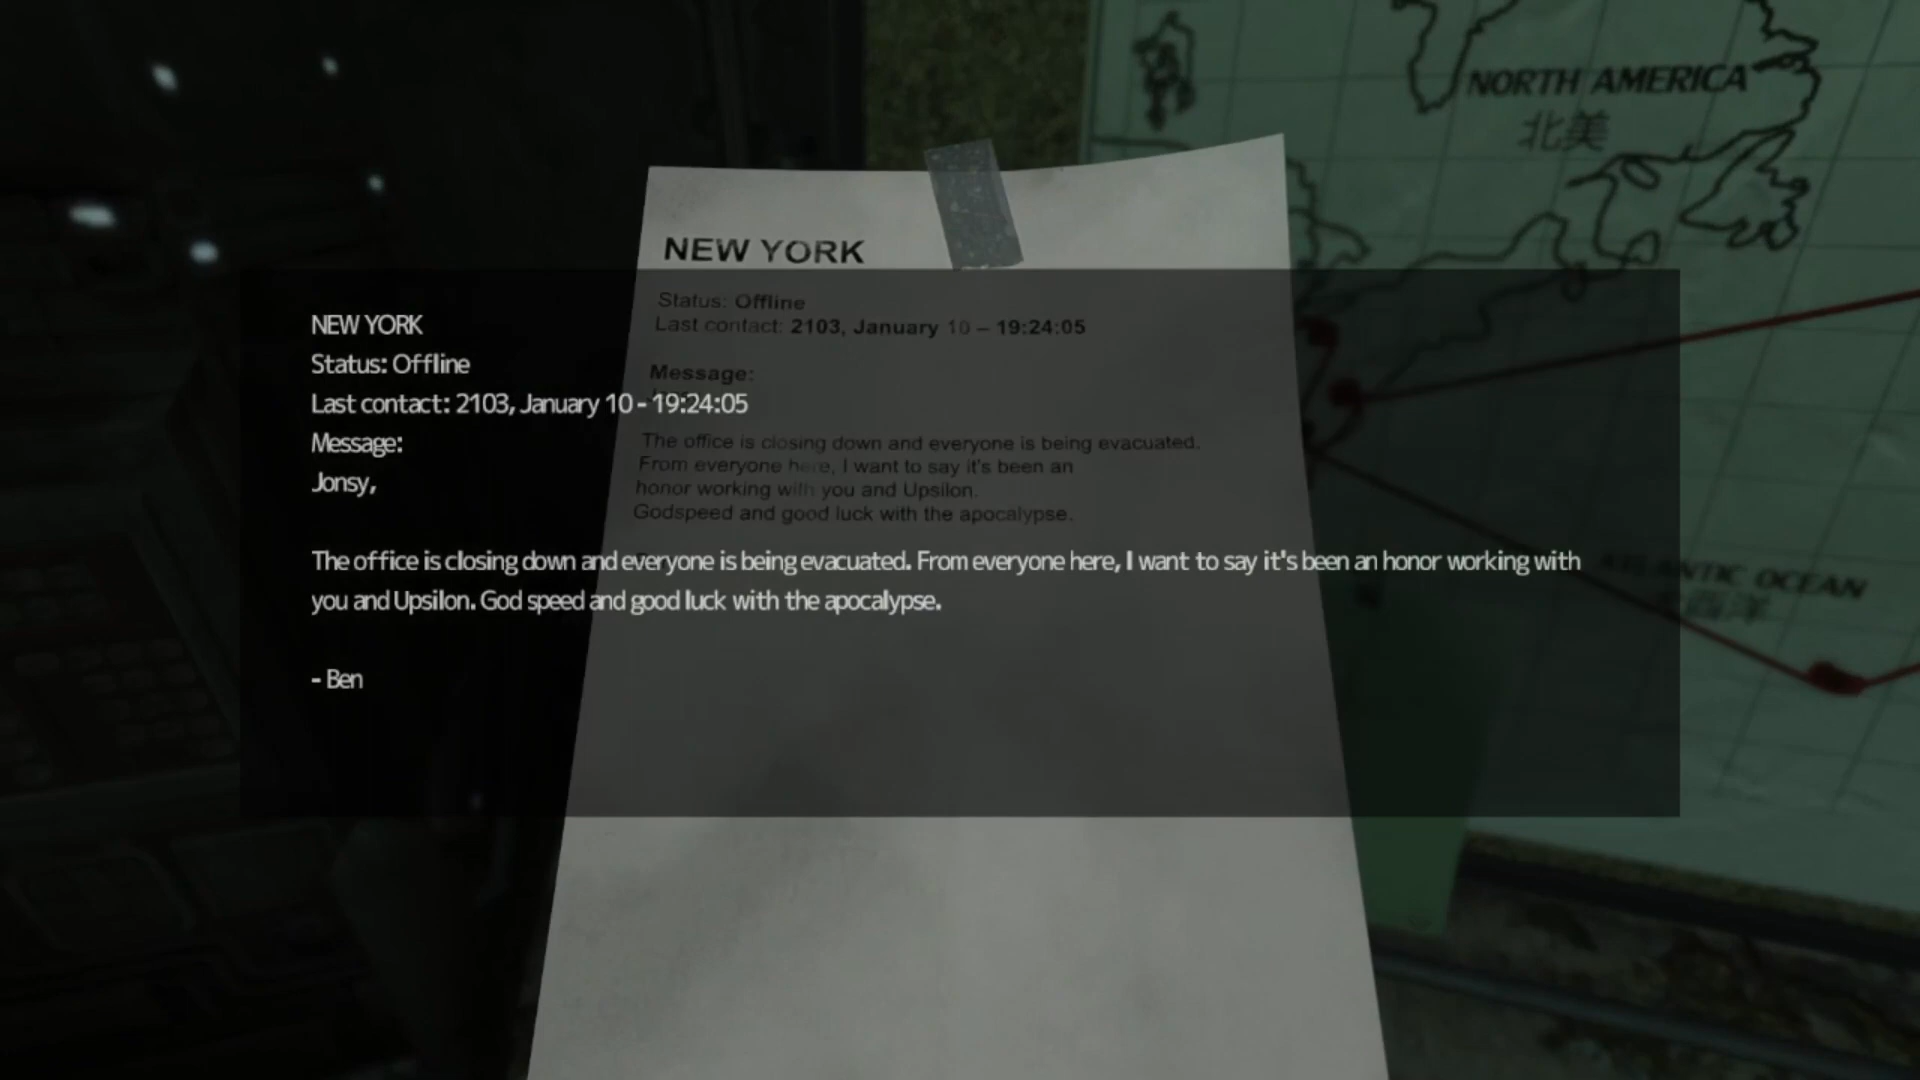 NORTH AMERICA
北美
NEW YORK
Status: Offline
Last contact: 2103, January 10 – 19:24:05
Message:
The office is closing down and everyone is being evacuated.
From everyone here, I want to say it's been an
honor working with you and Upsilon.
Godspeed and good luck with the apocalypse.
NEW YORK
Status: Offline
Last contact: 2103, January 10 - 19:24:05
Message:
Jonsy,
The office is closing down and everyone is being evacuated. From everyone here, I want to say it's been an honor working with
you and Upsilon. God speed and good luck with the apocalypse.
- Ben
ATLANTIC OCEAN